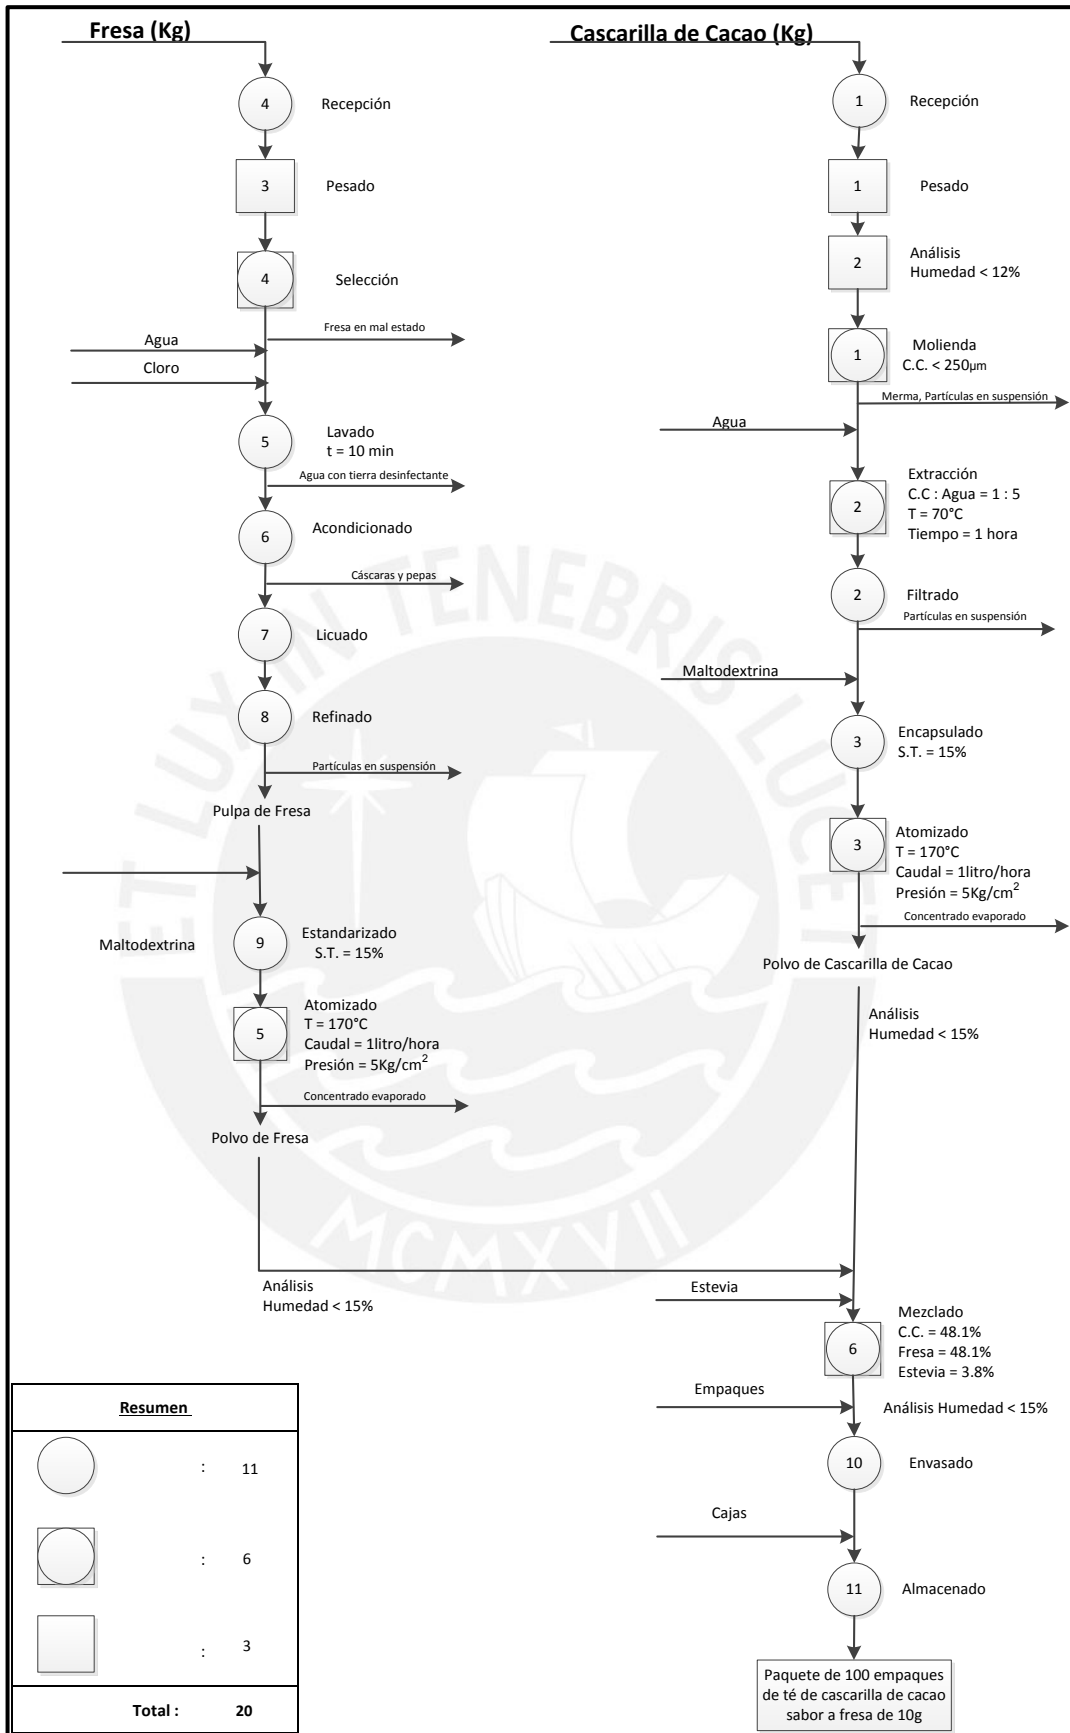 Fresa (Kg)
4
Recepción
3
Pesado
4
Selección
Fresa en mal estado
Agua
Cloro
5
Lavado
t = 10 min
Agua con tierra desinfectante
6
Acondicionado
Cáscaras y pepas
7
Licuado
8
Refinado
Partículas en suspensión
Pulpa de Fresa
Maltodextrina
9
Estandarizado
S.T. = 15%
5
Atomizado
T = 170°C
Caudal = 1litro/hora
Presión = 5Kg/cm²
Concentrado evaporado
Polvo de Fresa
Análisis
Humedad < 15%
Cascarilla de Cacao (Kg)
1
Recepción
1
Pesado
2
Análisis
Humedad < 12%
1
Molienda
C.C. < 250µm
Merma, Partículas en suspensión
Agua
2
Extracción
C.C : Agua = 1 : 5
T = 70°C
Tiempo = 1 hora
2
Filtrado
Partículas en suspensión
Maltodextrina
3
Encapsulado
S.T. = 15%
3
Atomizado
T = 170°C
Caudal = 1litro/hora
Presión = 5Kg/cm²
Concentrado evaporado
Polvo de Cascarilla de Cacao
Análisis
Humedad < 15%
Estevia
6
Mezclado
C.C. = 48.1%
Fresa = 48.1%
Estevia = 3.8%
Empaques
Análisis Humedad < 15%
10
Envasado
Cajas
11
Almacenado
Paquete de 100 empaques
de té de cascarilla de cacao
sabor a fresa de 10g
Resumen
: 11
: 6
: 3
Total : 20
ET LUX IN TENEBRIS LUCET
MCMXVII